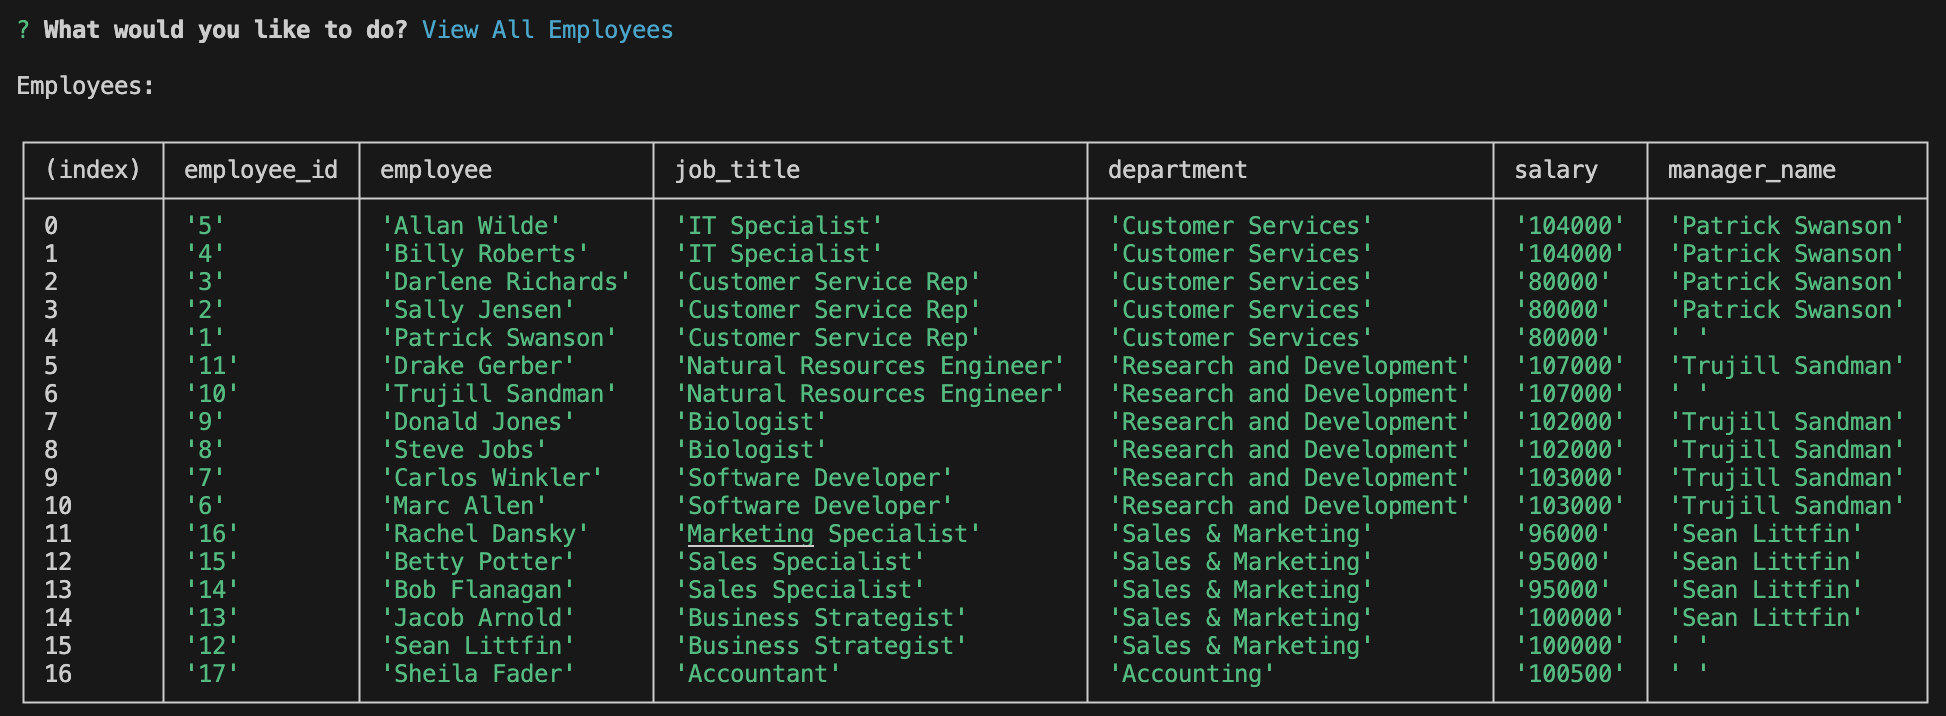 ? What would you like to do? View All Employees
Employees:
(index) employee_id employee job_title department salary manager_name
0 '5' 'Allan Wilde' 'IT Specialist' 'Customer Services' '104000' 'Patrick Swanson'
1 '4' 'Billy Roberts' 'IT Specialist' 'Customer Services' '104000' 'Patrick Swanson'
2 '3' 'Darlene Richards' 'Customer Service Rep' 'Customer Services' '80000' 'Patrick Swanson'
3 '2' 'Sally Jensen' 'Customer Service Rep' 'Customer Services' '80000' 'Patrick Swanson'
4 '1' 'Patrick Swanson' 'Customer Service Rep' 'Customer Services' '80000' ' '
5 '11' 'Drake Gerber' 'Natural Resources Engineer' 'Research and Development' '107000' 'Trujill Sandman'
6 '10' 'Trujill Sandman' 'Natural Resources Engineer' 'Research and Development' '107000' ' '
7 '9' 'Donald Jones' 'Biologist' 'Research and Development' '102000' 'Trujill Sandman'
8 '8' 'Steve Jobs' 'Biologist' 'Research and Development' '102000' 'Trujill Sandman'
9 '7' 'Carlos Winkler' 'Software Developer' 'Research and Development' '103000' 'Trujill Sandman'
10 '6' 'Marc Allen' 'Software Developer' 'Research and Development' '103000' 'Trujill Sandman'
11 '16' 'Rachel Dansky' 'Marketing Specialist' 'Sales & Marketing' '96000' 'Sean Littfin'
12 '15' 'Betty Potter' 'Sales Specialist' 'Sales & Marketing' '95000' 'Sean Littfin'
13 '14' 'Bob Flanagan' 'Sales Specialist' 'Sales & Marketing' '95000' 'Sean Littfin'
14 '13' 'Jacob Arnold' 'Business Strategist' 'Sales & Marketing' '100000' 'Sean Littfin'
15 '12' 'Sean Littfin' 'Business Strategist' 'Sales & Marketing' '100000' ' '
16 '17' 'Sheila Fader' 'Accountant' 'Accounting' '100500' ' '